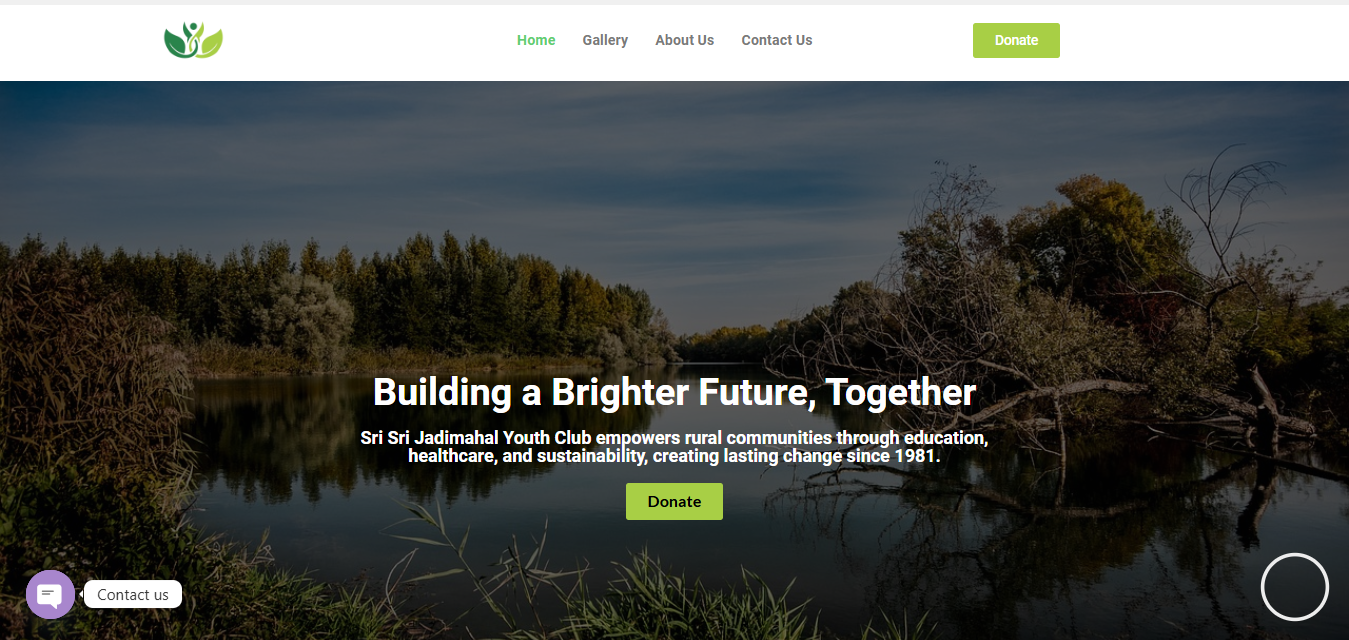 Home
Gallery
About Us
Contact Us
Donate
Building a Brighter Future, Together
Sri Sri Jadimahal Youth Club empowers rural communities through education,
healthcare, and sustainability, creating lasting change since 1981.
Donate
Contact us